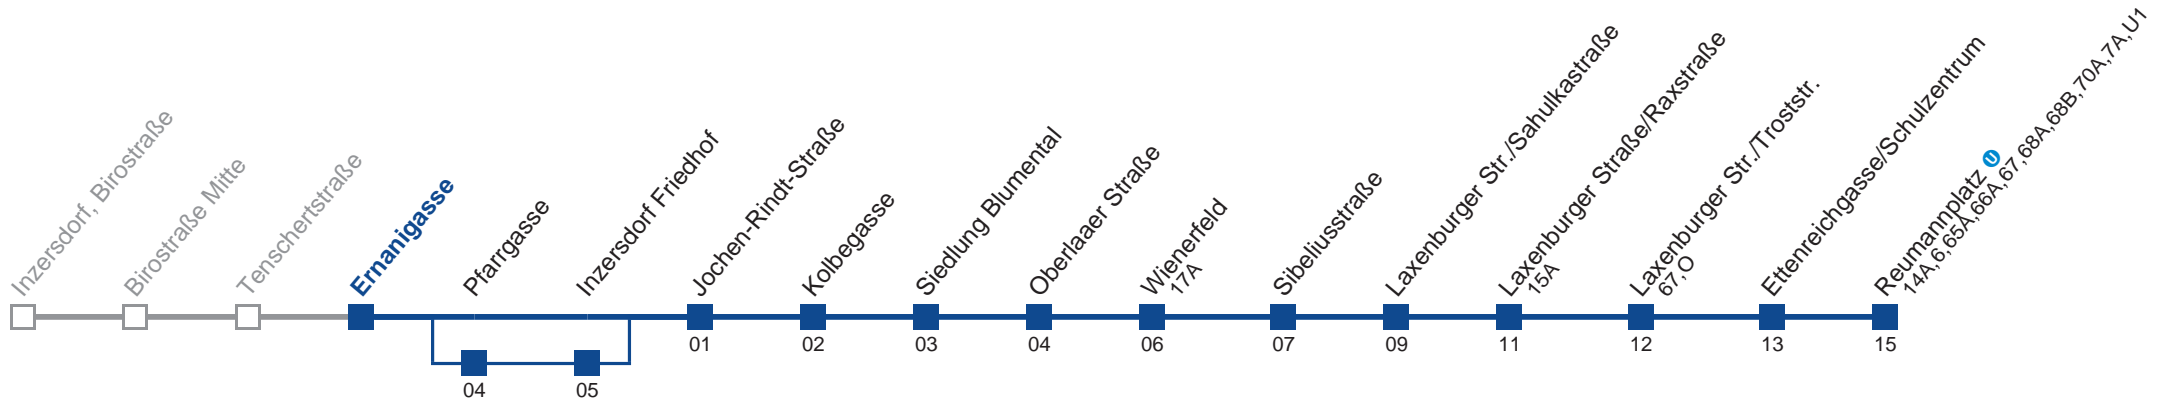 Inzersdorf, Birostraße
Birostraße Mitte
Tenschertstraße
Ernanigasse
Pfarrgasse
04
Inzersdorf Friedhof
05
Jochen-Rindt-Straße
01
Kolbegasse
02
Siedlung Blumental
03
Oberlaaer Straße
04
Wienerfeld
17A
06
Sibeliusstraße
07
Laxenburger Str./Sahulkastraße
09
Laxenburger Straße/Raxstraße
15A
11
Laxenburger Str./Troststr.
67,O
12
Ettenreichgasse/Schulzentrum
13
Reumannplatz U
14A,6,65A,66A,67,68A,68B,70A,7A,U1
15